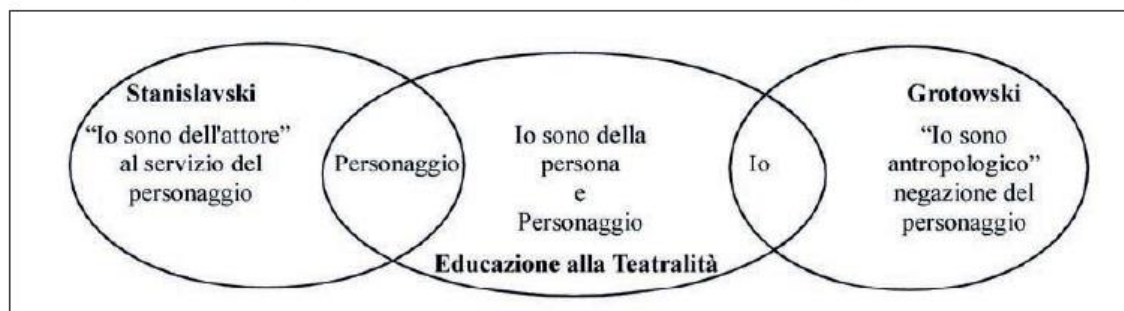 Stanislavski
“Io sono dell'attore”
al servizio del
personaggio
Personaggio
Io sono della
persona
e
Personaggio
Educazione alla Teatralità
Io
Grotowski
“Io sono
antropologico”
negazione del
personaggio